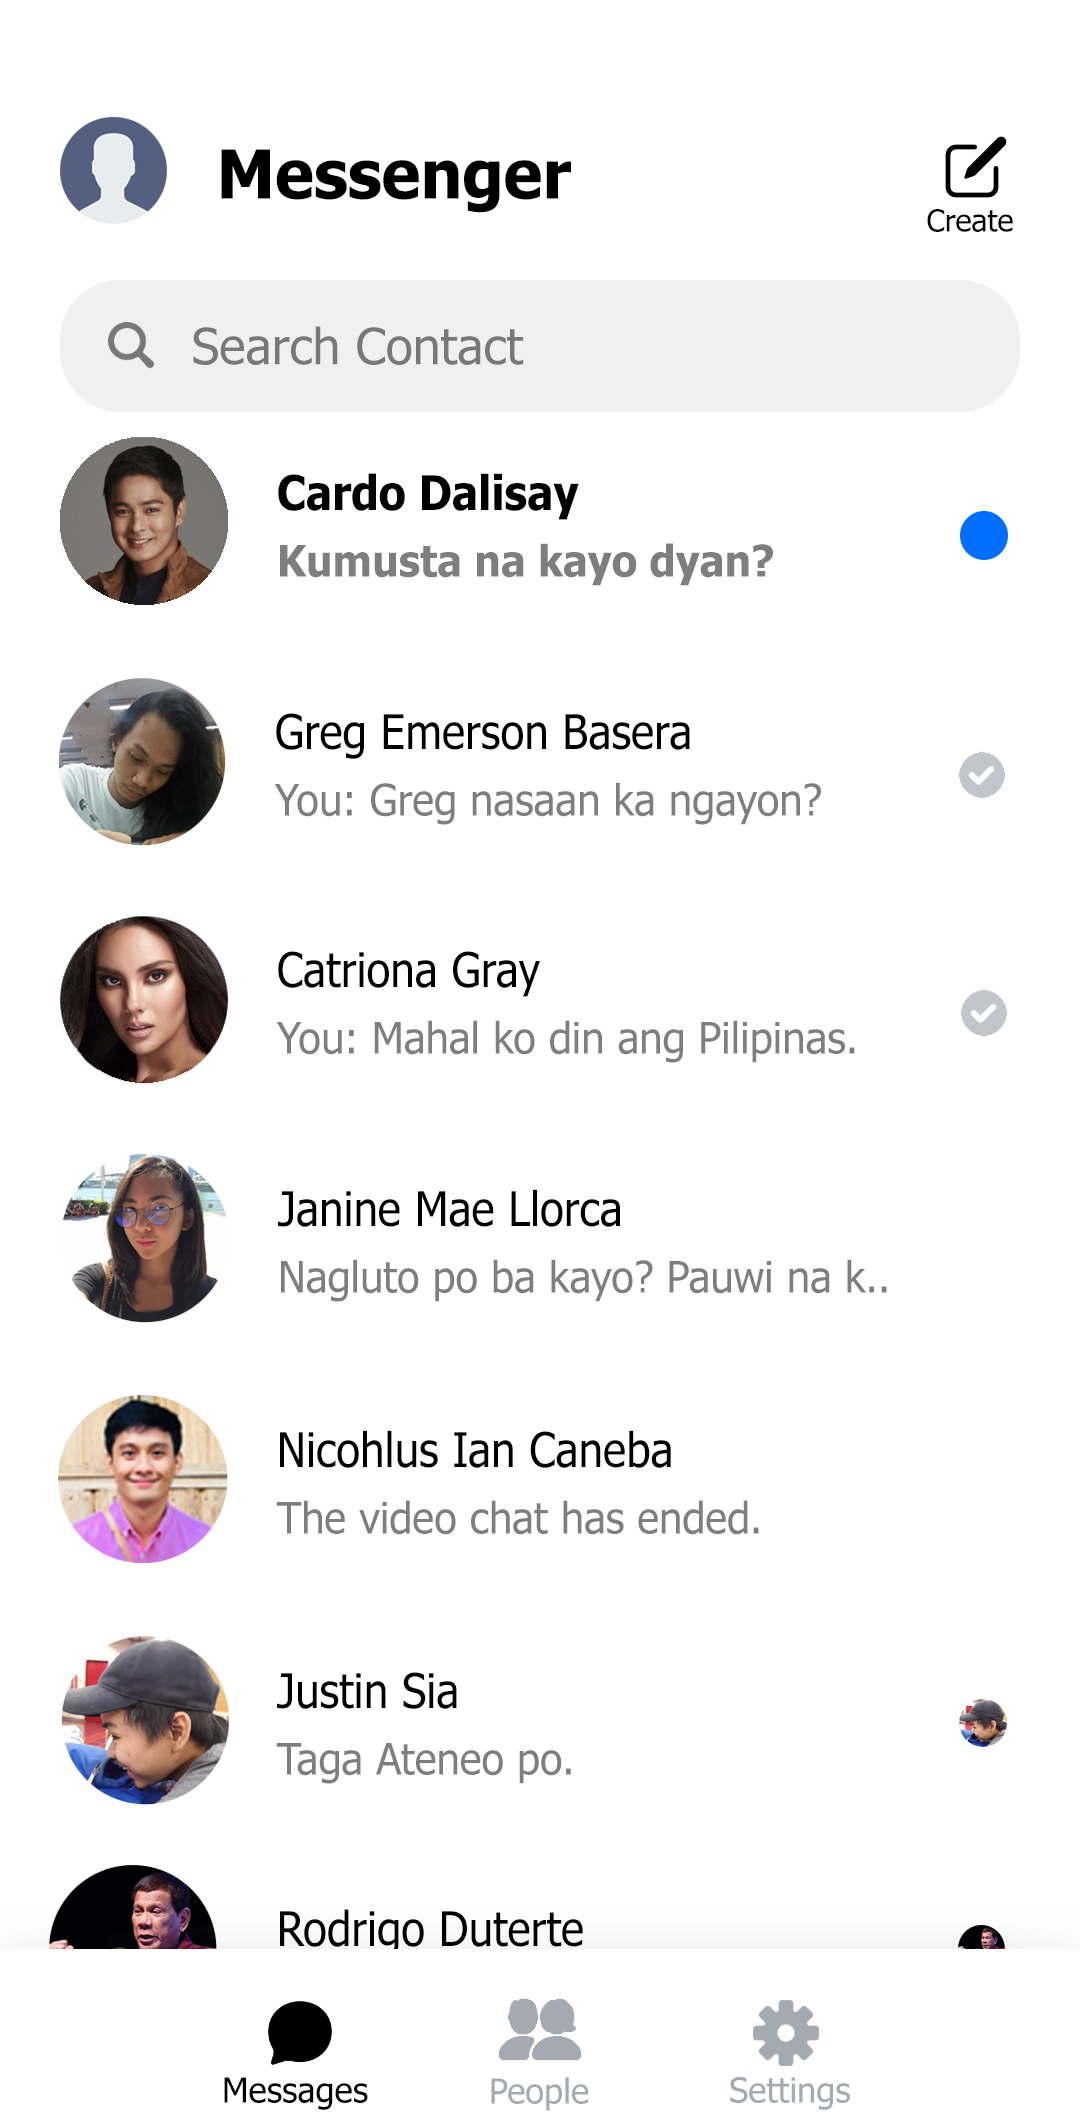 Messenger
Create
Search Contact
Cardo Dalisay
Kumusta na kayo dyan?
Greg Emerson Basera
You: Greg nasaan ka ngayon?
Catriona Gray
You: Mahal ko din ang Pilipinas.
Janine Mae Llorca
Nagluto po ba kayo? Pauwi na k..
Nicohlus Ian Caneba
The video chat has ended.
Justin Sia
Taga Ateneo po.
Rodrigo Duterte
Messages People Settings